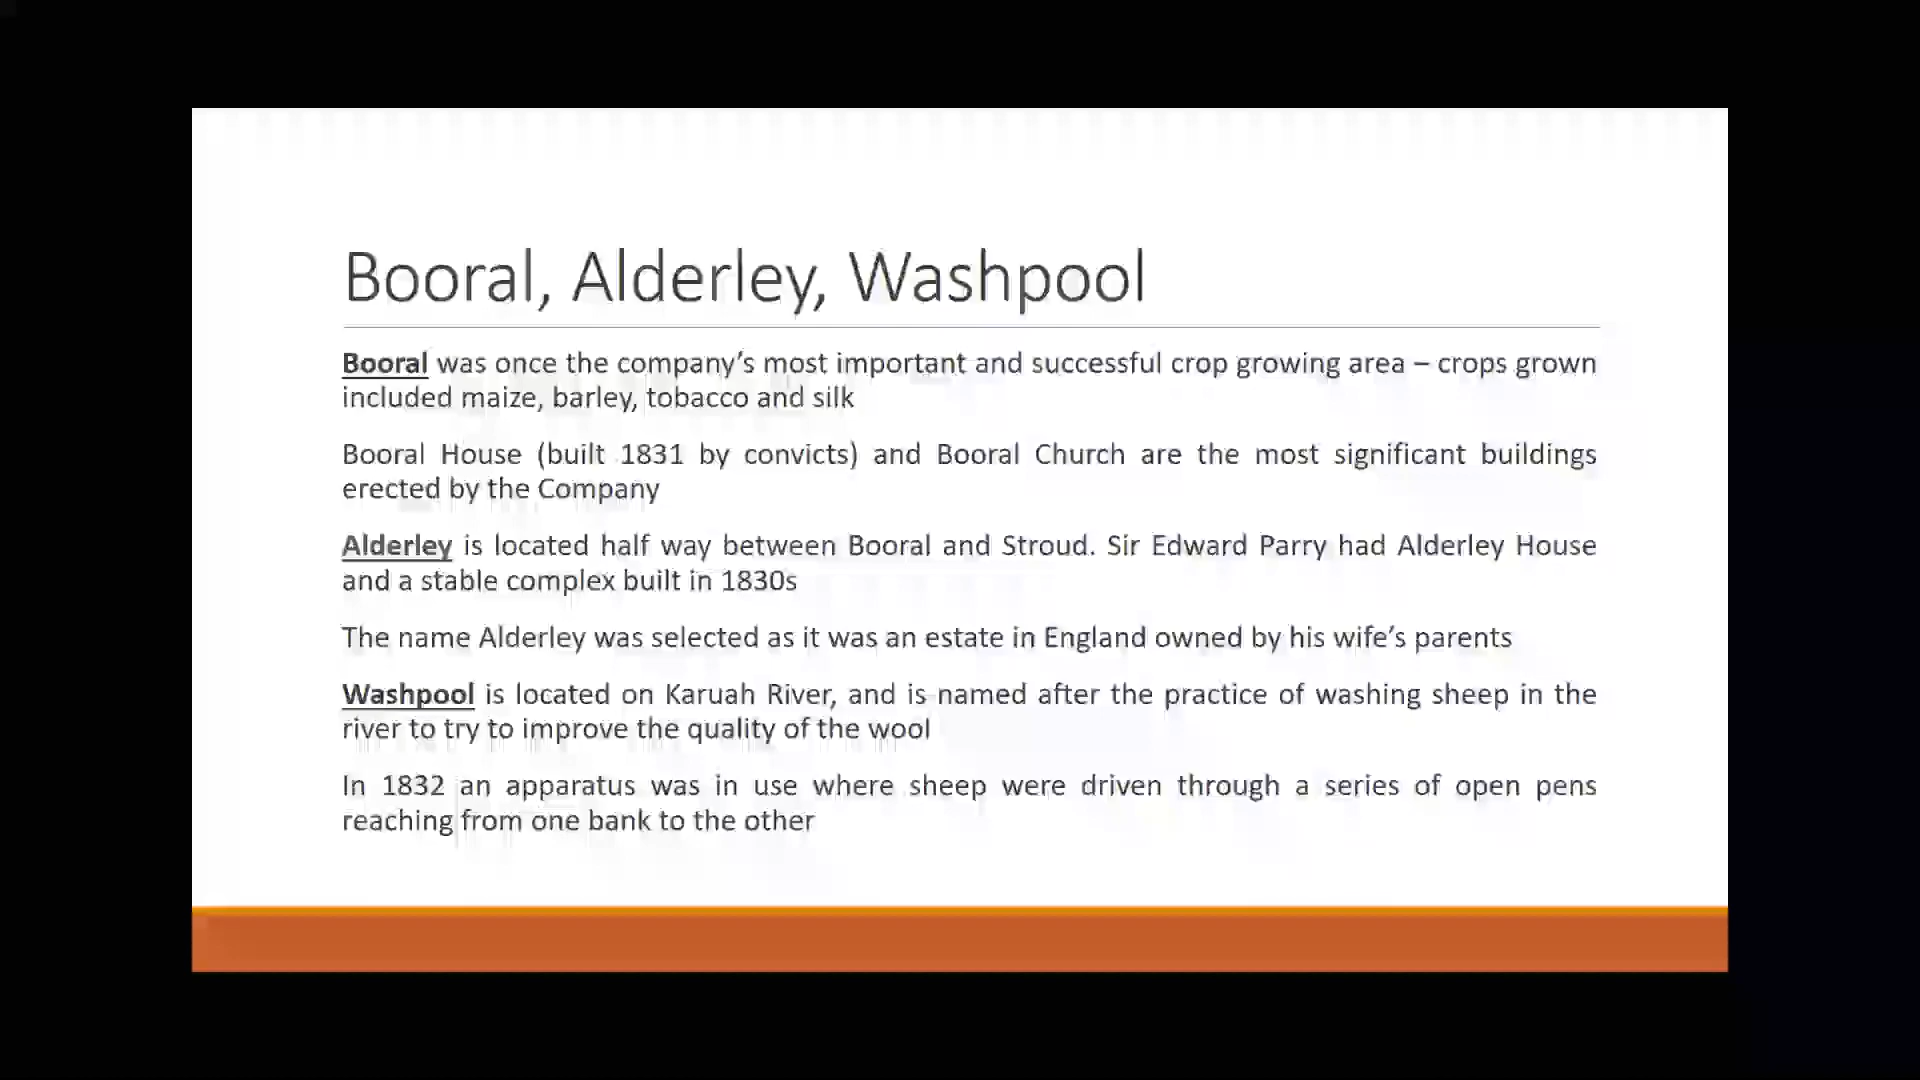 Booral, Alderley, Washpool
Booral was once the company’s most important and successful crop growing area – crops grown
included maize, barley, tobacco and silk
Booral House (built 1831 by convicts) and Booral Church are the most significant buildings
erected by the Company
Alderley is located half way between Booral and Stroud. Sir Edward Parry had Alderley House
and a stable complex built in 1830s
The name Alderley was selected as it was an estate in England owned by his wife’s parents
Washpool is located on Karuah River, and is named after the practice of washing sheep in the
river to try to improve the quality of the wool
In 1832 an apparatus was in use where sheep were driven through a series of open pens
reaching from one bank to the other